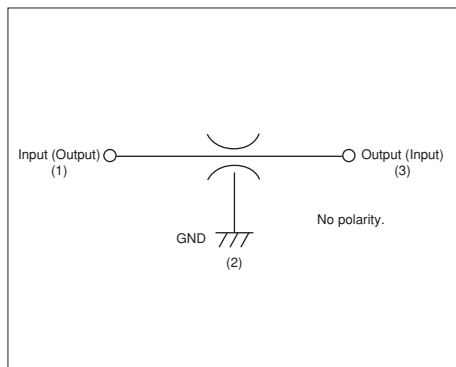 Input (Output)
(1)
Output (Input)
(3)
No polarity.
GND
(2)